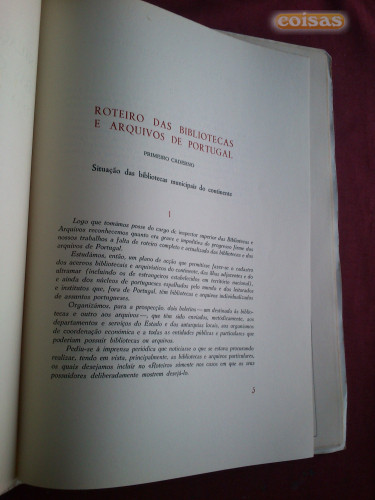 coisas
ROTEIRO DAS BIBLIOTECAS
E ARQUIVOS DE PORTUGAL
PRIMEIRO CADERNO
Situação das bibliotecas municipais do continente
I
Logo que tomámos posse do cargo de inspector superior das Bibliotecas e
Arquivos reconhecemos quanto era grave e impeditiva de progresso firme dos
nossos trabalhos a falta de roteiro completo e actualizado das bibliotecas e dos
arquivos de Portugal.
Estudámos, então, um plano de acção que permitisse fazer-se o cadastro
dos acervos bibliotecais e arquivísticos do continente, das ilhas adjacentes e do
ultramar (incluindo os de estrangeiros estabelecidos em território nacional),
e ainda dos núcleos de portugueses espalhados pelo mundo e dos intercâmbios
e institutos que, fora de Portugal, têm bibliotecas e arquivos individualizados
de assuntos portugueses.
Organizámos, para a prospecção, dois boletins — um destinado às biblio-
tecas e outro aos arquivos —, que têm sido enviados, metodicamente, aos
departamentos e serviços do Estado e das autarquias locais, aos organismos
de coordenação económica e a todas as entidades públicas e particulares que
poderiam possuir bibliotecas ou arquivos.
Pediu-se à imprensa periódica que noticiasse o que se estava pensando
realizar, tendo em vista, principalmente, as bibliotecas e arquivos particulares,
os quais desejamos incluir no «Roteiro» sòmente nos casos em que os seus
possuidores deliberadamente mostrem desejá-lo.
3